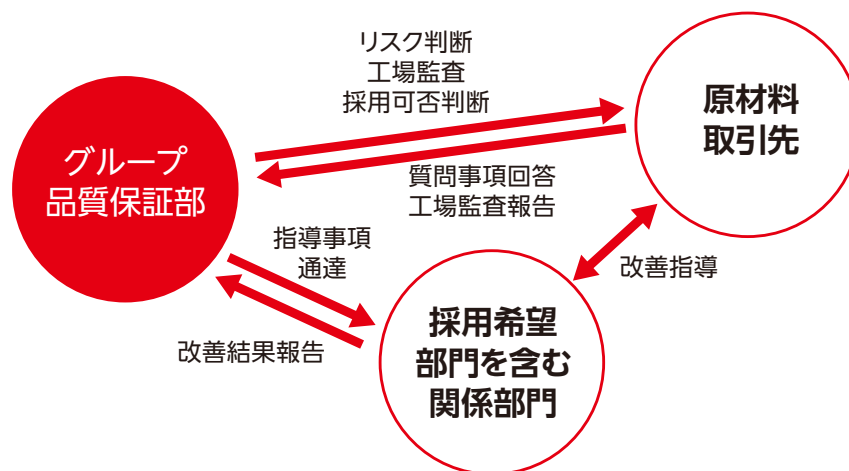 リスク判断
工場監査
採用可否判断
原材料
取引先
グループ
品質保証部
質問事項回答
工場監査報告
指導事項
通達
改善指導
改善結果報告
採用希望
部門を含む
関係部門